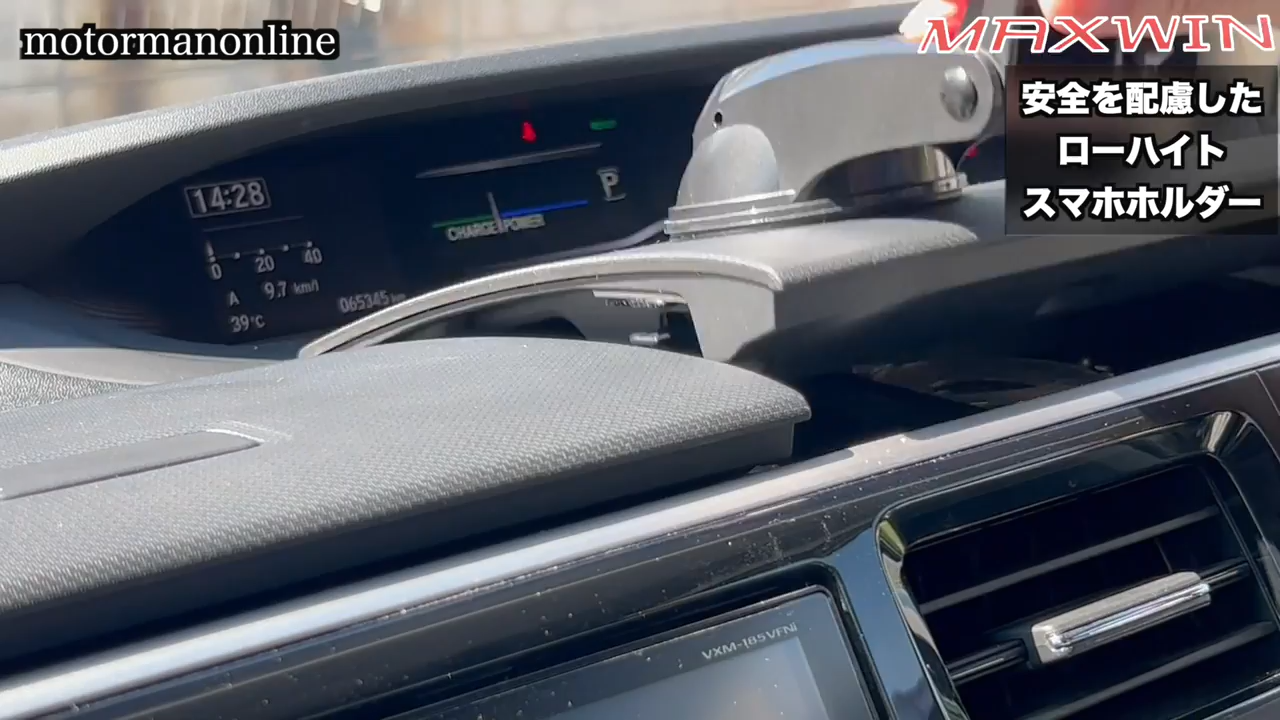 motormanonline
MAXWIN
安全を配慮した
ローハイト
スマホホルダー
14:28
P
CHARGE POWER
0 20 40
A 9.7 km/l
065345 km
39°C
VXM-185VFNi